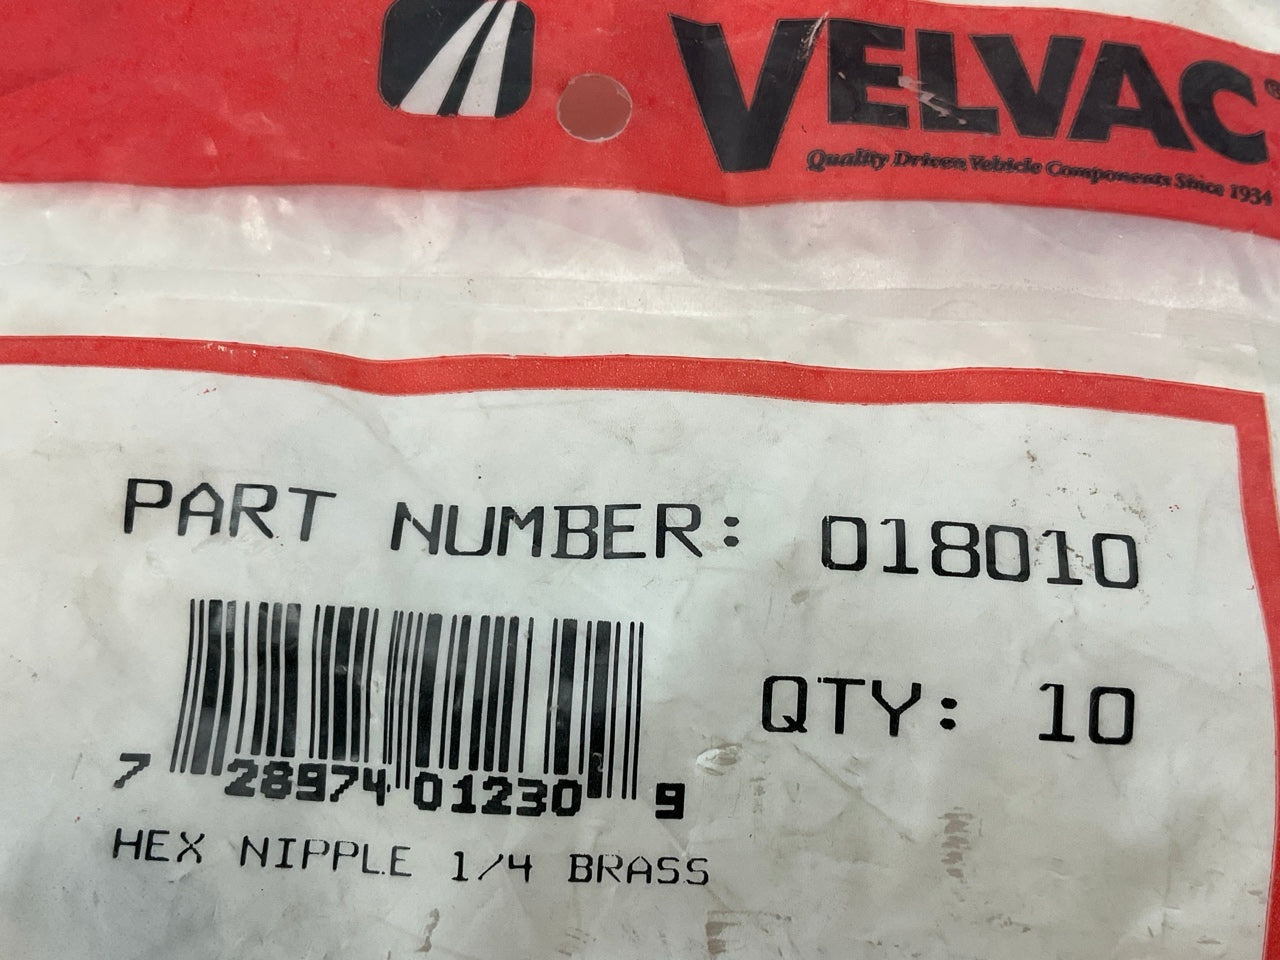 VELVAC
Quality Driven Vehicle Components Since 1934
PART NUMBER: 018010
QTY: 10
7 28974 01230 9
HEX NIPPLE 1/4 BRASS